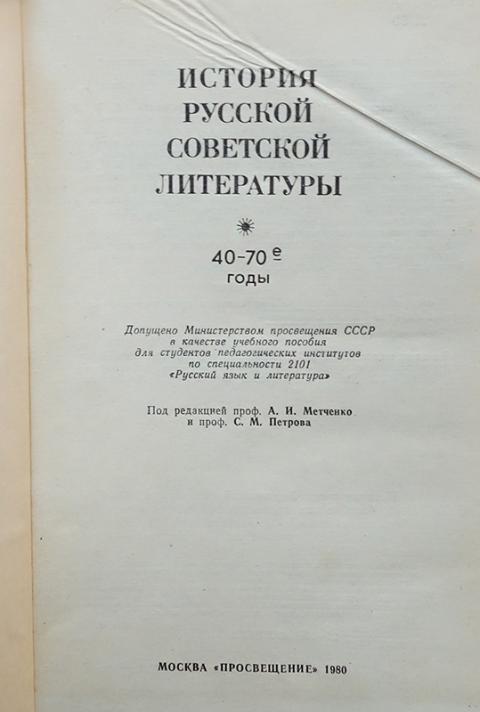 ИСТОРИЯ
РУССКОЙ
СОВЕТСКОЙ
ЛИТЕРАТУРЫ
40-70е
ГОДЫ
Допущено Министерством просвещения СССР
в качестве учебного пособия
для студентов педагогических институтов
по специальности 2101
«Русский язык и литература»
Под редакцией проф. А. И. Метченко
и проф. С. М. Петрова
МОСКВА «ПРОСВЕЩЕНИЕ» 1980